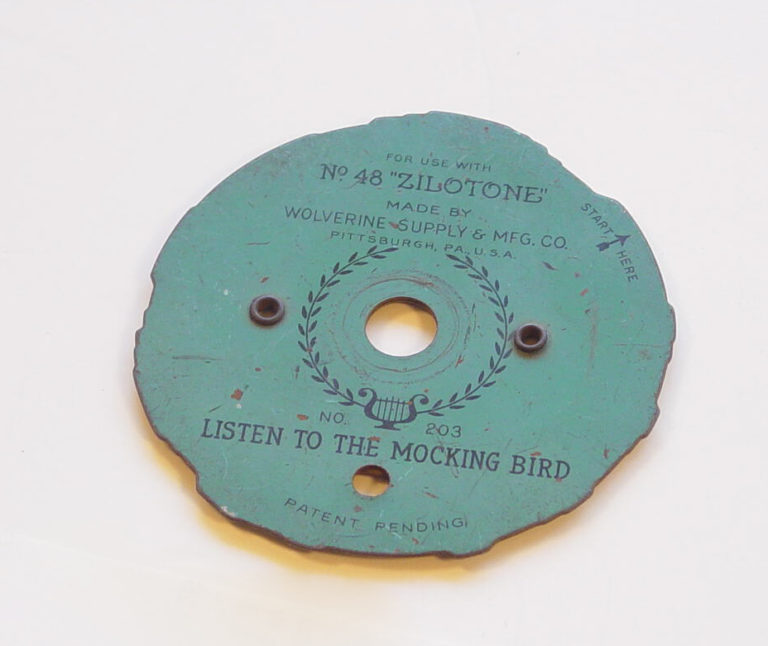 FOR USE WITH
Nº 48 "ZILOTONE"
MADE BY
WOLVERINE SUPPLY & MFG. CO.
PITTSBURGH, PA., U.S.A.
START HERE
NO. 203
LISTEN TO THE MOCKING BIRD
PATENT PENDING